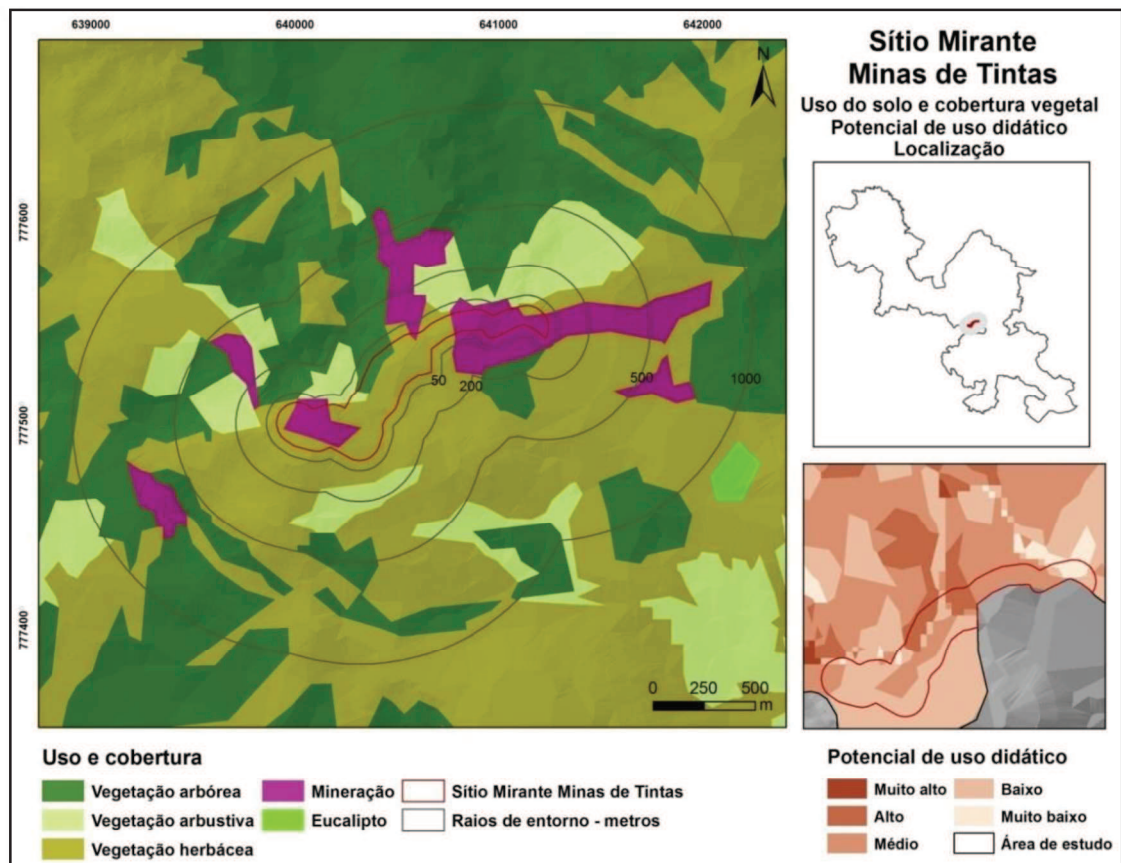 639000 640000 641000 642000
N
777600
777500
777400
50 200 500 1000
0 250 500
m
Sítio Mirante
Minas de Tintas
Uso do solo e cobertura vegetal
Potencial de uso didático
Localização
Uso e cobertura
Vegetação arbórea
Vegetação arbustiva
Vegetação herbácea
Mineração
Eucalipto
Sítio Mirante Minas de Tintas
Raios de entorno - metros
Potencial de uso didático
Muito alto
Alto
Médio
Baixo
Muito baixo
Área de estudo